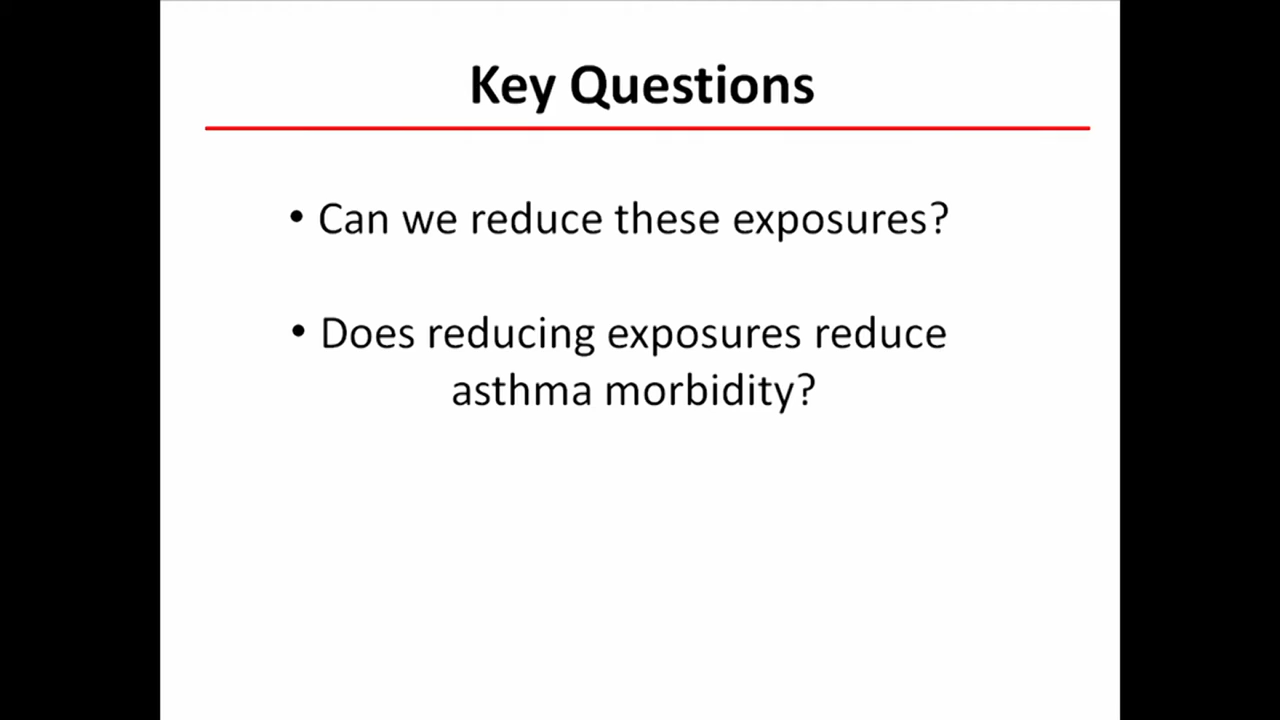 Key Questions
• Can we reduce these exposures?
• Does reducing exposures reduce
asthma morbidity?